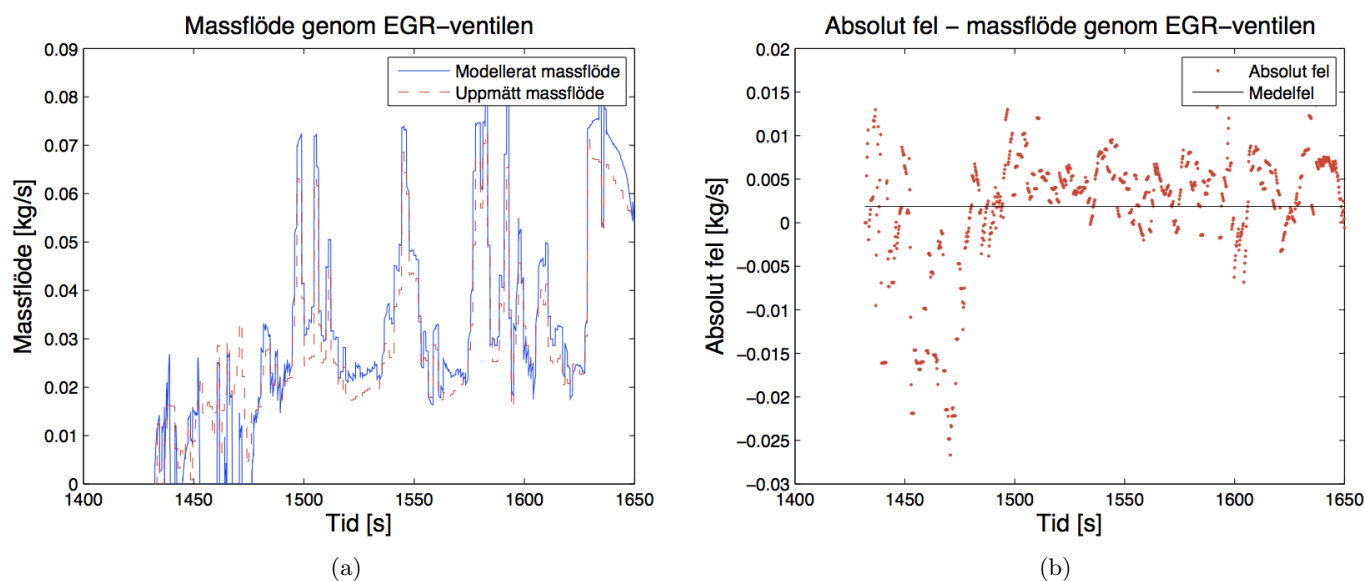 Massflöde genom EGR−ventilen
Modellerat massflöde
Uppmätt massflöde
Massflöde [kg/s]
0.09
0.08
0.07
0.06
0.05
0.04
0.03
0.02
0.01
0
1400
1450
1500
1550
1600
1650
Tid [s]
(a)
Absolut fel − massflöde genom EGR−ventilen
Absolut fel
Medelfel
Absolut fel [kg/s]
0.02
0.015
0.01
0.005
0
−0.005
−0.01
−0.015
−0.02
−0.025
−0.03
1400
1450
1500
1550
1600
1650
Tid [s]
(b)